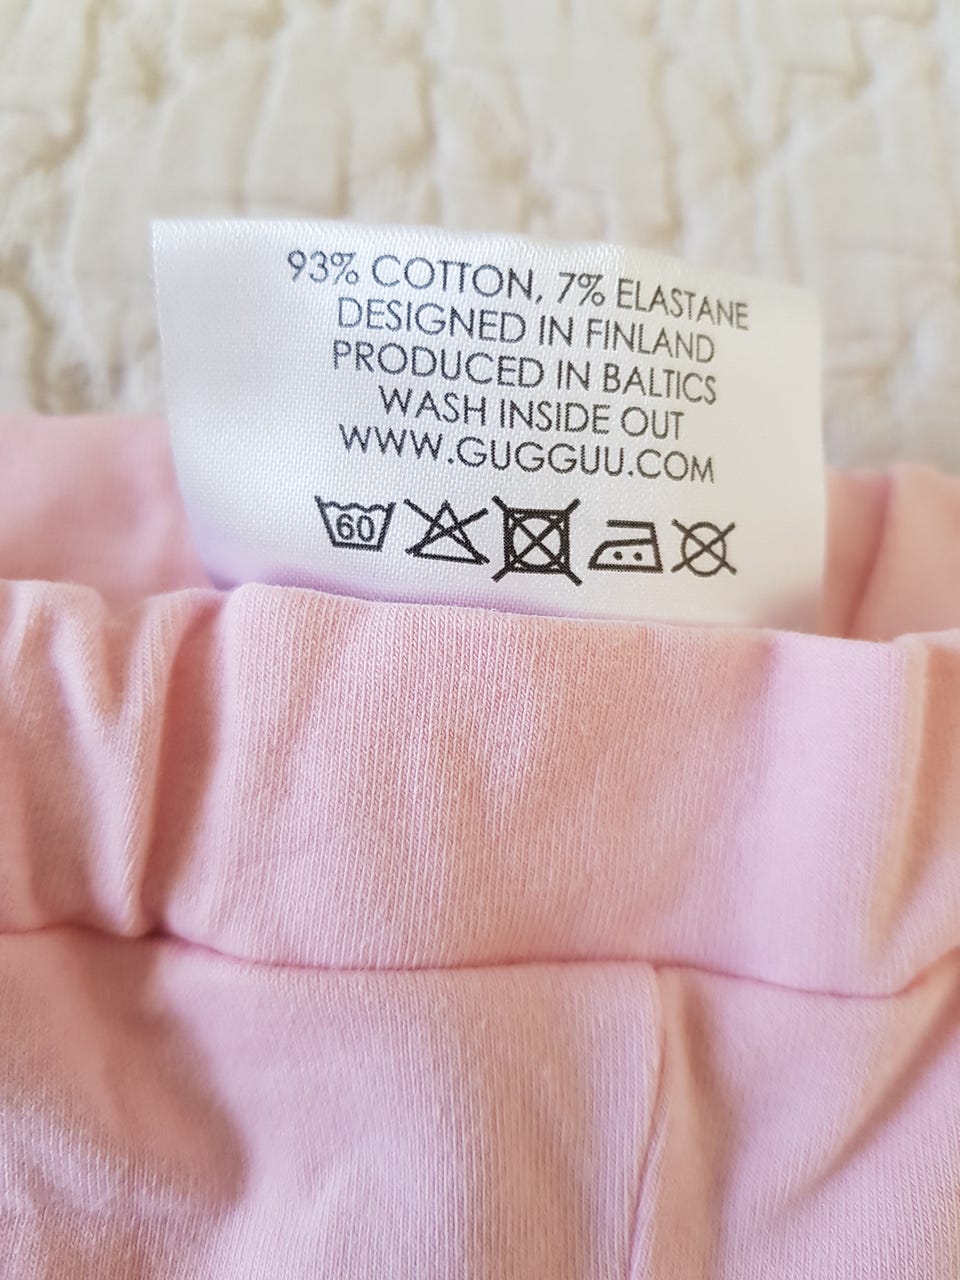 93% COTTON, 7% ELASTANE
DESIGNED IN FINLAND
PRODUCED IN BALTICS
WASH INSIDE OUT
WWW.GUGGUU.COM
60